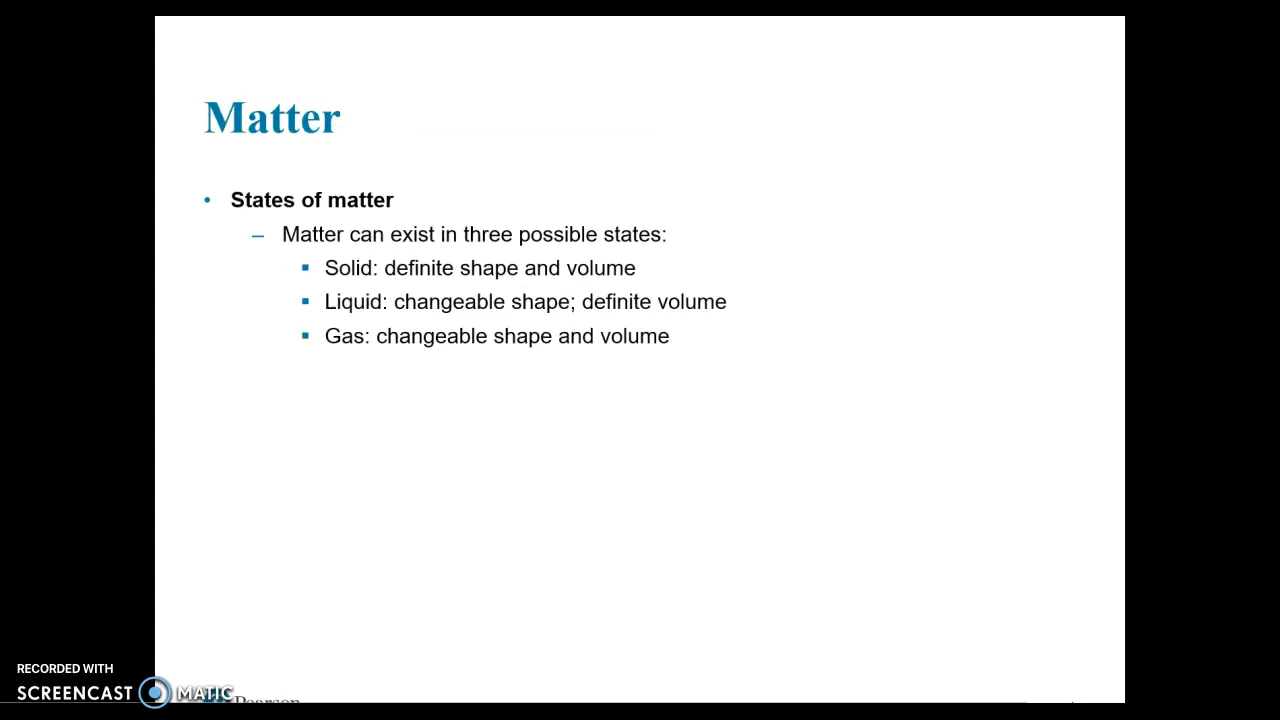 Matter
• States of matter
– Matter can exist in three possible states:
▪ Solid: definite shape and volume
▪ Liquid: changeable shape; definite volume
▪ Gas: changeable shape and volume
RECORDED WITH
SCREENCAST MATIC
Pearson